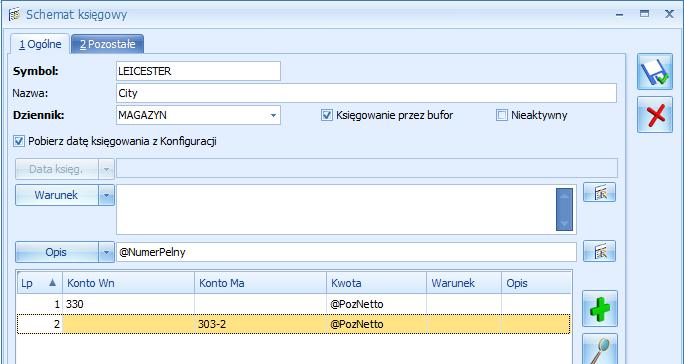 Schemat księgowy
1 Ogólne 2 Pozostałe
Symbol: LEICESTER
Nazwa: City
Dziennik: MAGAZYN Księgowanie przez bufor Nieaktywny
Pobierz datę księgowania z Konfiguracji
Data księg.
Warunek
Opis @NumerPelny
Lp Konto Wn Konto Ma Kwota Warunek Opis
1 330 @PozNetto
2 303-2 @PozNetto